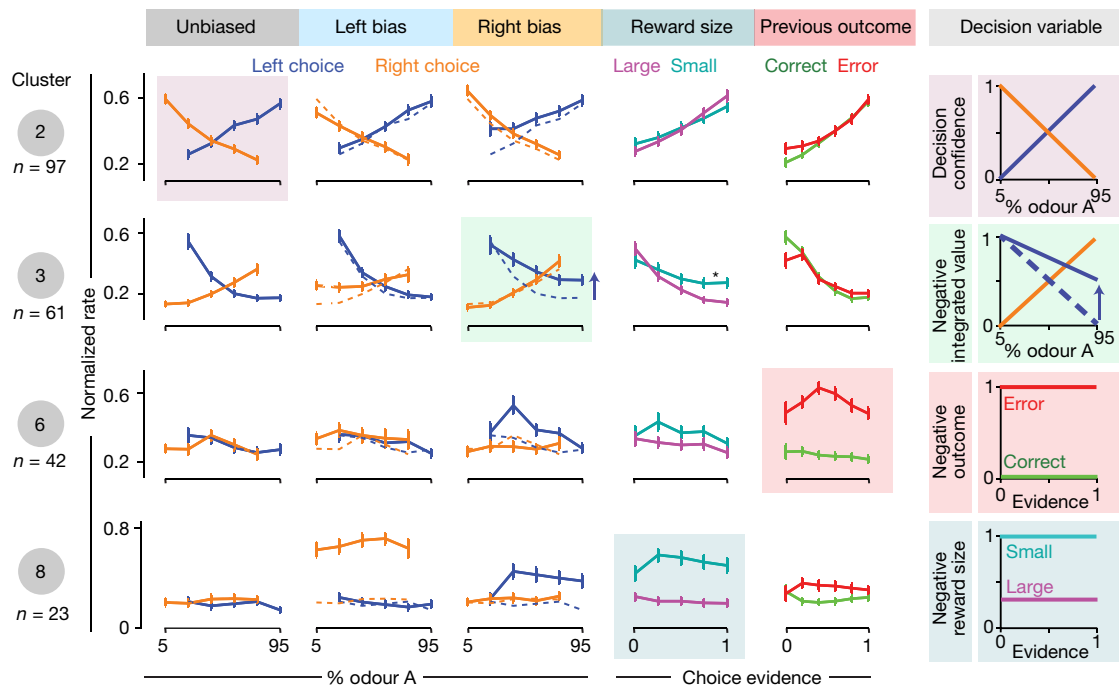 Unbiased Left bias Right bias Reward size Previous outcome Decision variable
Left choice Right choice Large Small Correct Error
Cluster
2
n = 97
0.6
0.2
Decision
confidence
1
0
5 95
% odour A
3
n = 61
0.6
0.2
*
Negative
integrated value
1
0
5 95
% odour A
Normalized rate
6
n = 42
0.6
0.2
Negative
outcome
1
Error
Correct
0
0 1
Evidence
8
n = 23
0.8
0
Negative
reward size
1
Small
Large
0
0 1
Evidence
5 95 5 95 5 95 0 1 0 1
% odour A Choice evidence